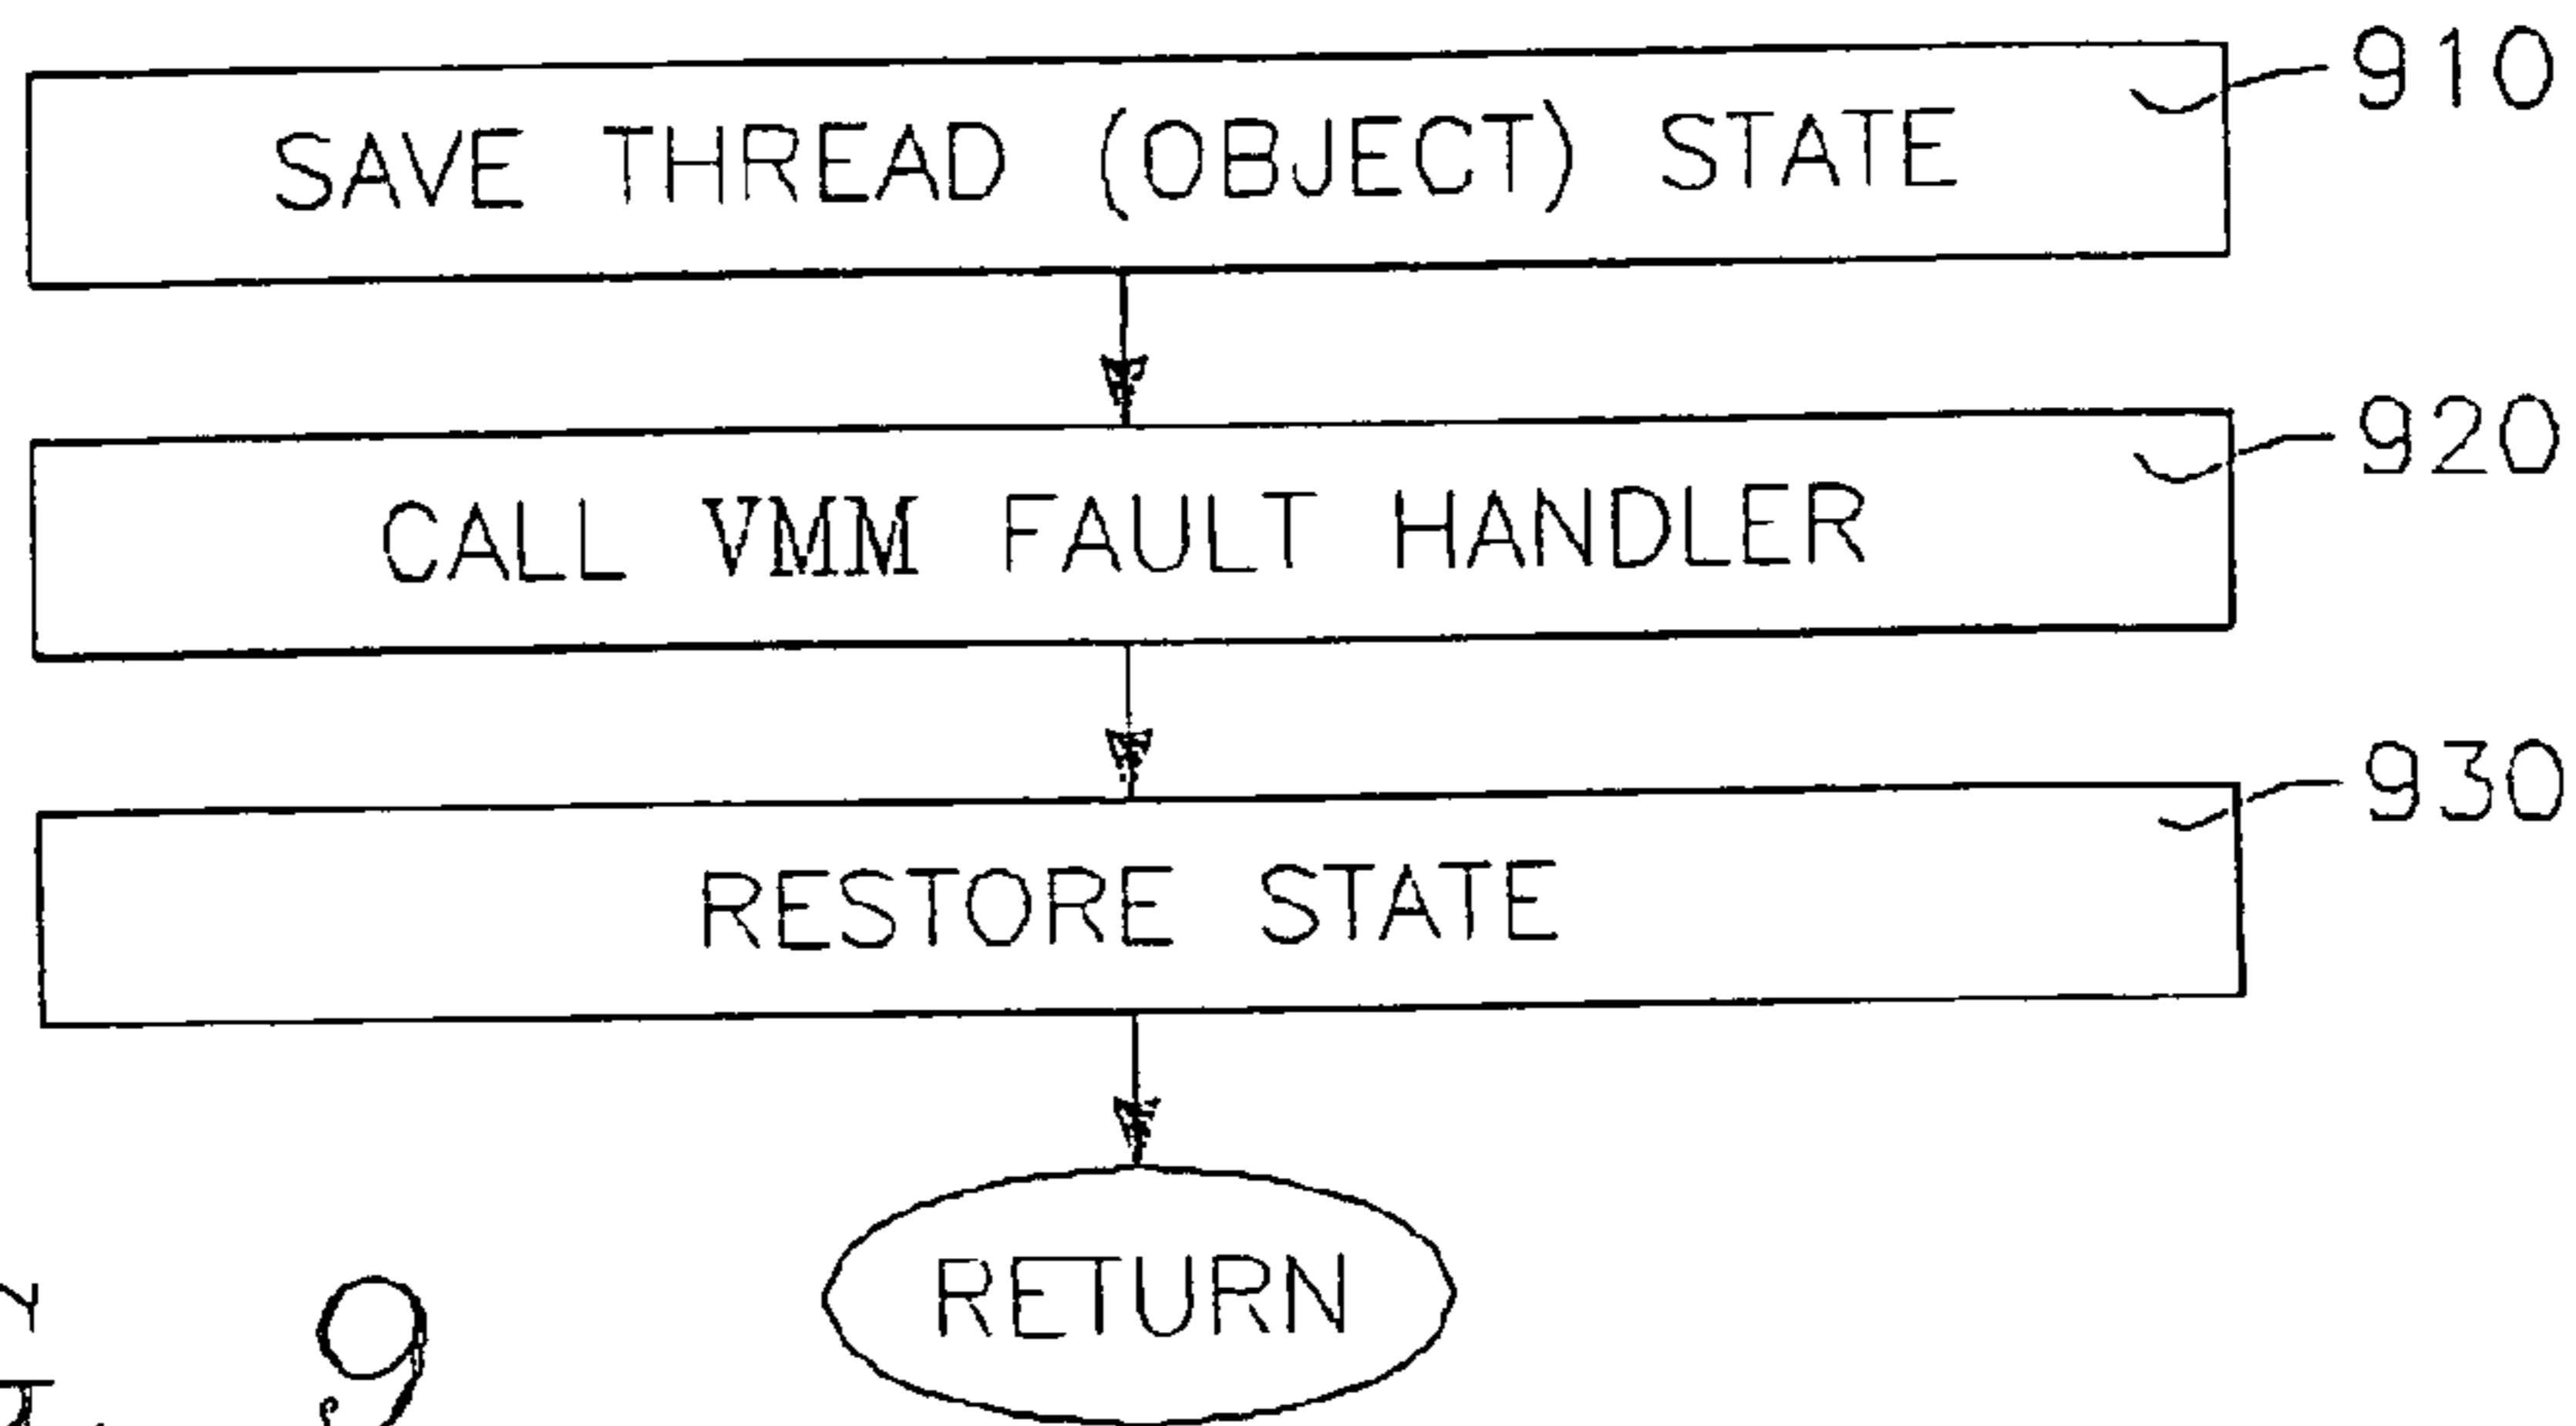 SAVE THREAD (OBJECT) STATE 910
CALL VMM FAULT HANDLER 920
RESTORE STATE 930
RETURN
9